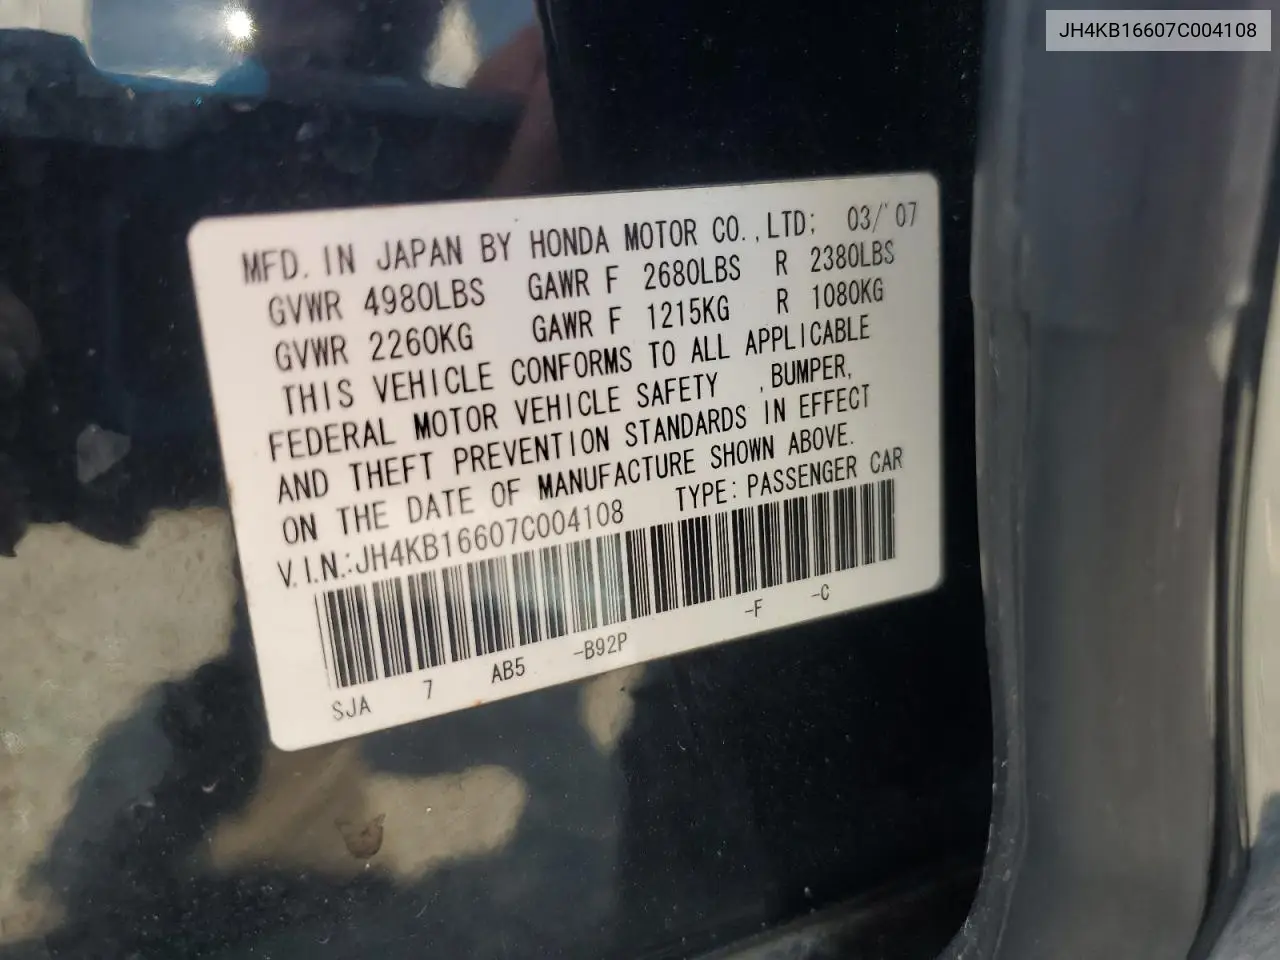 JH4KB16607C004108
MFD. IN JAPAN BY HONDA MOTOR CO.,LTD; 03/'07
GVWR 4980LBS GAWR F 2680LBS R 2380LBS
GVWR 2260KG GAWR F 1215KG R 1080KG
THIS VEHICLE CONFORMS TO ALL APPLICABLE
FEDERAL MOTOR VEHICLE SAFETY ,BUMPER,
AND THEFT PREVENTION STANDARDS IN EFFECT
ON THE DATE OF MANUFACTURE SHOWN ABOVE.
V.I.N.:JH4KB16607C004108 TYPE:PASSENGER CAR
SJA 7 AB5 -B92P -F -C